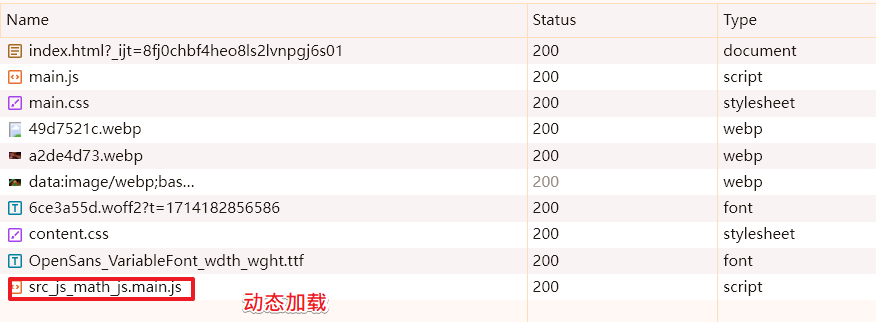 Name Status Type
index.html?_ijt=8fj0chbf4heo8ls2lvnpgj6s01 200 document
main.js 200 script
main.css 200 stylesheet
49d7521c.webp 200 webp
a2de4d73.webp 200 webp
data:image/webp;bas... 200 webp
6ce3a55d.woff2?t=1714182856586 200 font
content.css 200 stylesheet
OpenSans_VariableFont_wdth_wght.ttf 200 font
src_js_math_js.main.js 200 script
动态加载